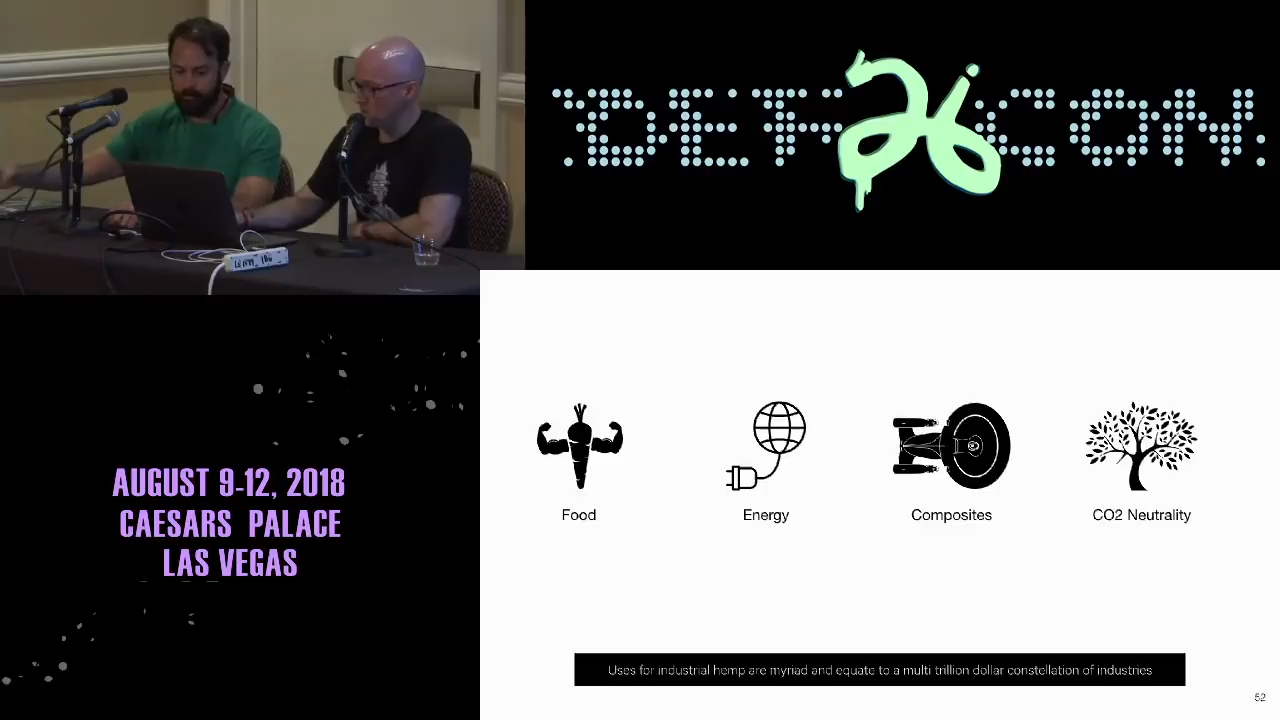 DEF 26 CON
AUGUST 9-12, 2018
CAESARS PALACE
LAS VEGAS
Food
Energy
Composites
CO2 Neutrality
Uses for industrial hemp are myriad and equate to a multi trillion dollar constellation of industries
52